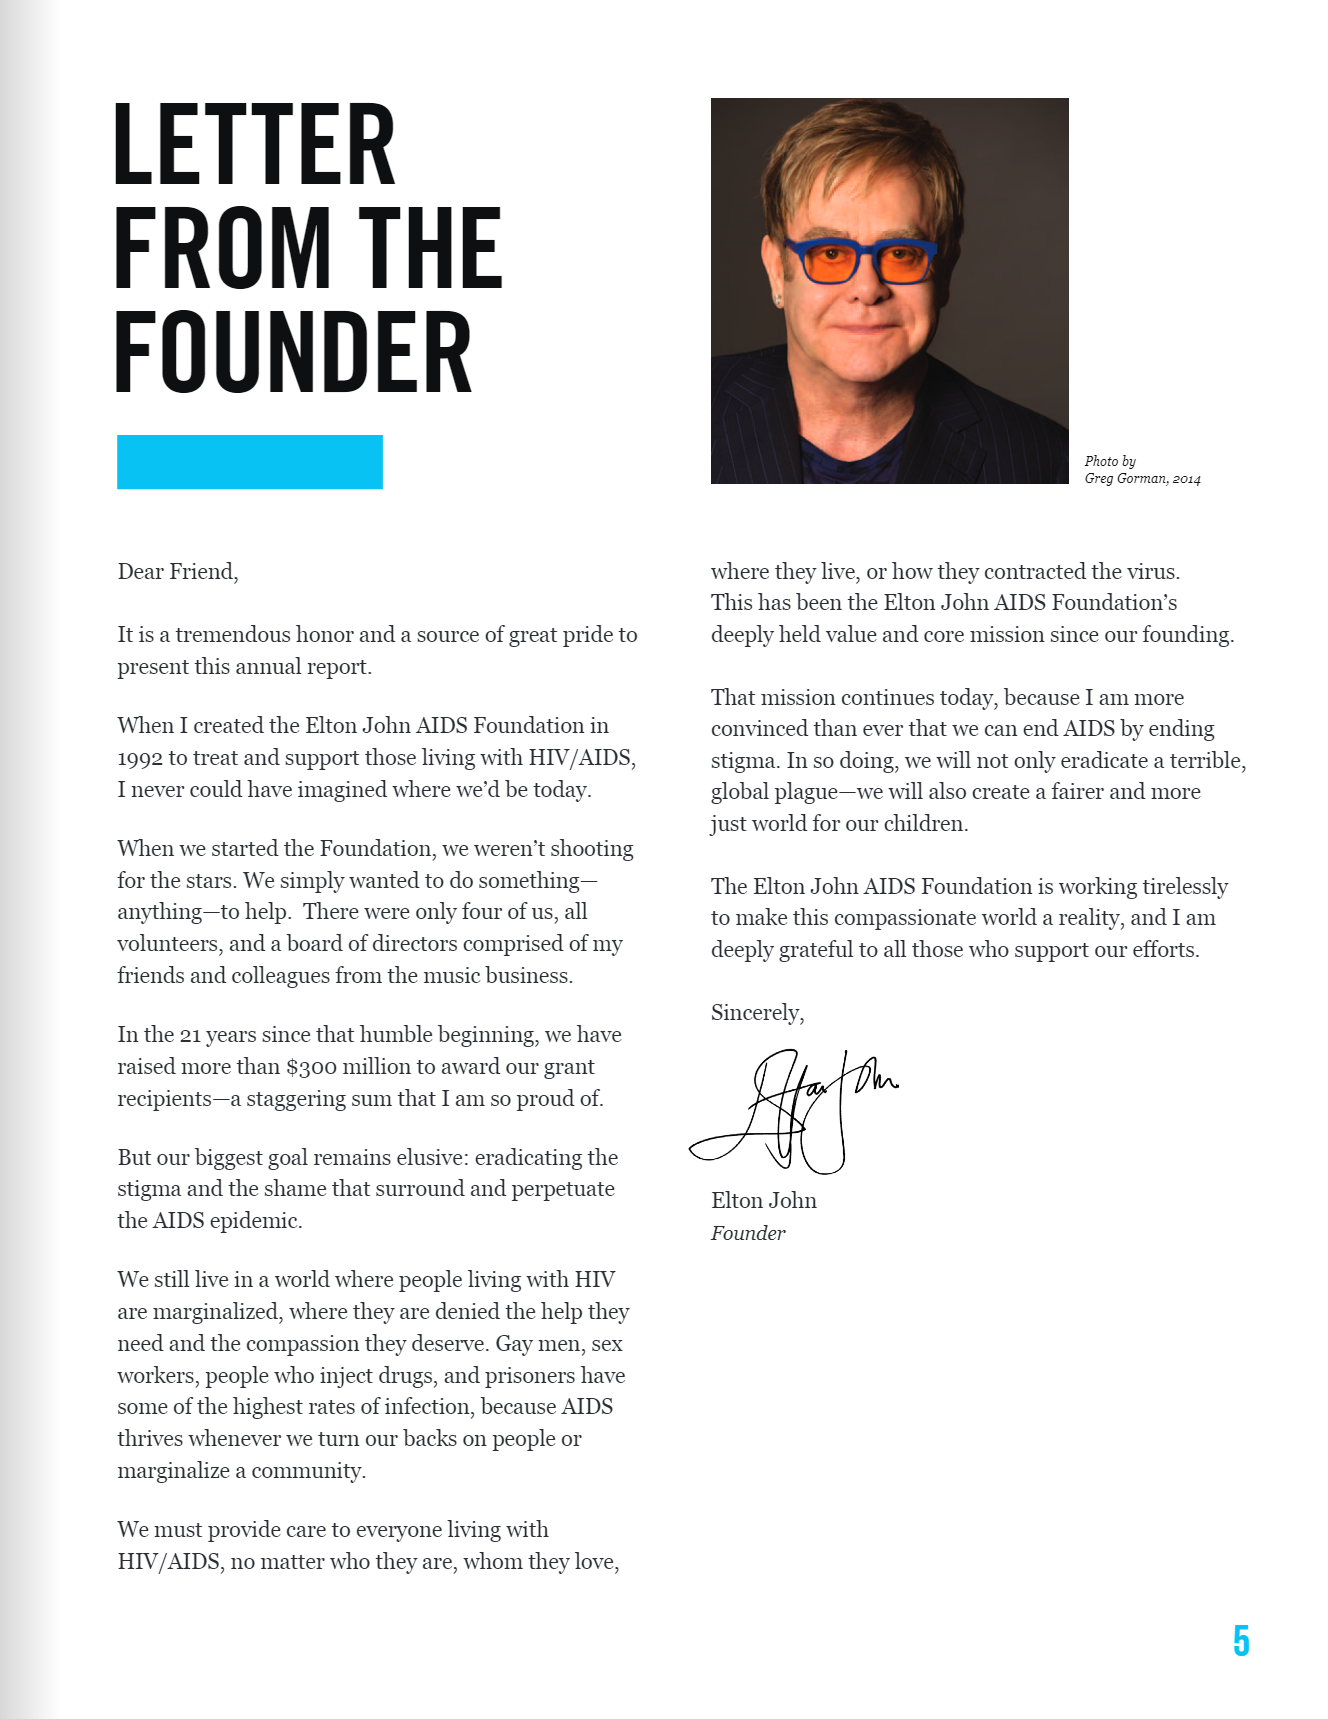 LETTER
FROM THE
FOUNDER
Photo by
Greg Gorman, 2014
Dear Friend,
It is a tremendous honor and a source of great pride to
present this annual report.
When I created the Elton John AIDS Foundation in
1992 to treat and support those living with HIV/AIDS,
I never could have imagined where we’d be today.
When we started the Foundation, we weren’t shooting
for the stars. We simply wanted to do something—
anything—to help.  There were only four of us, all
volunteers, and a board of directors comprised of my
friends and colleagues from the music business.
In the 21 years since that humble beginning, we have
raised more than $300 million to award our grant
recipients—a staggering sum that I am so proud of.
But our biggest goal remains elusive: eradicating the
stigma and the shame that surround and perpetuate
the AIDS epidemic.
We still live in a world where people living with HIV
are marginalized, where they are denied the help they
need and the compassion they deserve. Gay men, sex
workers, people who inject drugs, and prisoners have
some of the highest rates of infection, because AIDS
thrives whenever we turn our backs on people or
marginalize a community.
We must provide care to everyone living with
HIV/AIDS, no matter who they are, whom they love,
where they live, or how they contracted the virus.
This has been the Elton John AIDS Foundation’s
deeply held value and core mission since our founding.
That mission continues today, because I am more
convinced than ever that we can end AIDS by ending
stigma. In so doing, we will not only eradicate a terrible,
global plague—we will also create a fairer and more
just world for our children.
The Elton John AIDS Foundation is working tirelessly
to make this compassionate world a reality, and I am
deeply grateful to all those who support our efforts.
Sincerely,
Elton John
Elton John
Founder
5